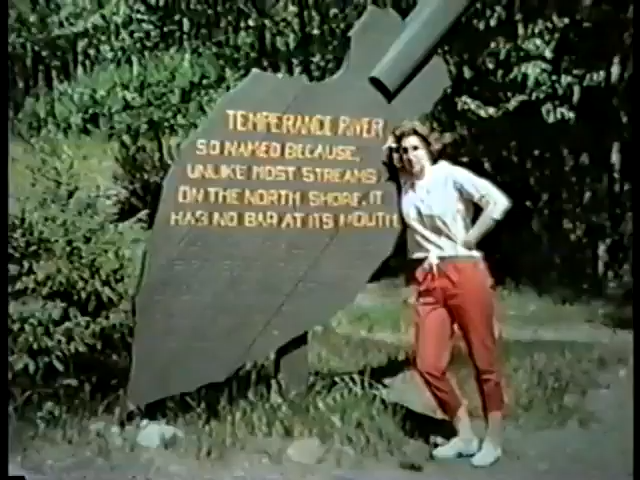 TEMPERANCE RIVER
SO NAMED BECAUSE,
UNLIKE MOST STREAMS
ON THE NORTH SHORE, IT
HAS NO BAR AT ITS MOUTH